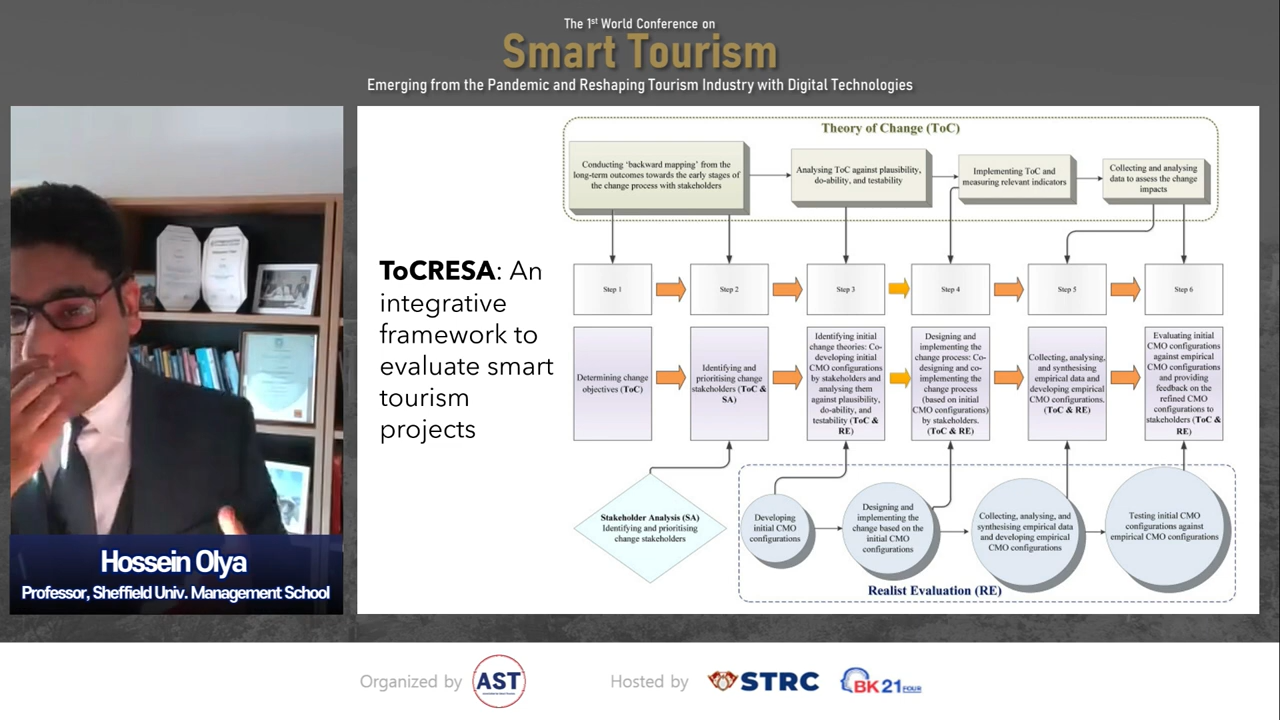 The 1st World Conference on
Smart Tourism
Emerging from the Pandemic and Reshaping Tourism Industry with Digital Technologies
Theory of Change (ToC)
Conducting 'backward mapping' from the
long-term outcomes towards the early stages of
the change process with stakeholders
Analysing ToC against plausibility,
do-ability, and testability
Implementing ToC and
measuring relevant indicators
Collecting and analysing
data to assess the change
impacts
ToCRESA: An
integrative
framework to
evaluate smart
tourism
projects
Step 1
Step 2
Step 3
Step 4
Step 5
Step 6
Determining change
objectives (ToC)
Identifying and
prioritising change
stakeholders (ToC &
SA)
Identifying initial
change theories: Co-
developing initial
CMO configurations
by stakeholders and
analysing them
against plausibility,
do-ability, and
testability (ToC &
RE)
Designing and
implementing the
change process: Co-
designing and co-
implementing the
change process
(based on initial
CMO configurations)
by stakeholders.
(ToC & RE)
Collecting, analysing,
and synthesising
empirical data and
developing empirical
CMO configurations.
(ToC & RE)
Evaluating initial
CMO configurations
against empirical
CMO configurations
and providing
feedback on the
refined CMO
configurations to
stakeholders (ToC &
RE)
Stakeholder Analysis (SA)
Identifying and prioritising
change stakeholders
Developing
initial CMO
configurations
Designing and
implementing the
change based on the
initial CMO
configurations
Collecting, analysing, and
synthesising empirical data
and developing empirical
CMO configurations
Testing initial CMO
configurations against
empirical CMO configurations
Realist Evaluation (RE)
Hossein Olya
Professor, Sheffield Univ. Management School
Organized by
AST
Hosted by
STRC
BK21 FOUR